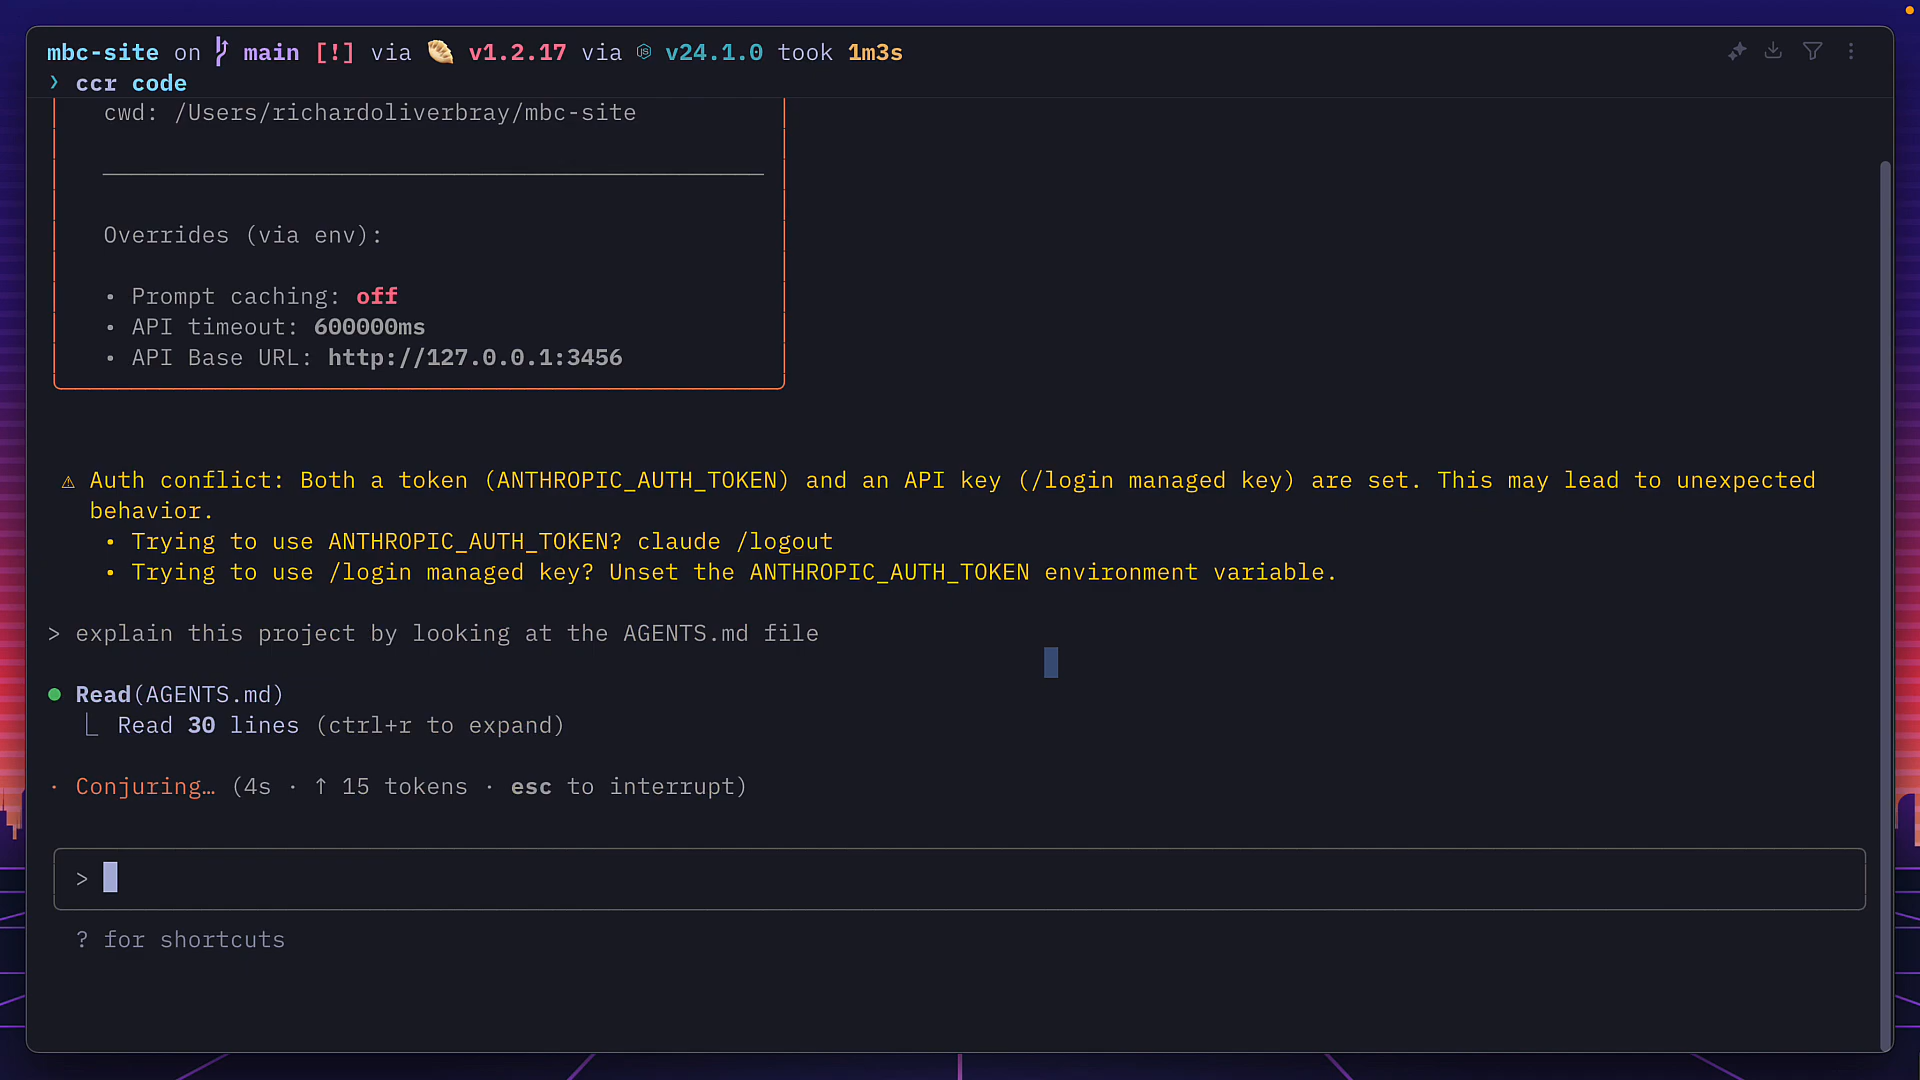 mbc-site on main [!] via 🥟 v1.2.17 via v24.1.0 took 1m3s
❯ ccr code
cwd: /Users/richardoliverbray/mbc-site
Overrides (via env):
• Prompt caching: off
• API timeout: 600000ms
• API Base URL: http://127.0.0.1:3456
⚠ Auth conflict: Both a token (ANTHROPIC_AUTH_TOKEN) and an API key (/login managed key) are set. This may lead to unexpected
behavior.
• Trying to use ANTHROPIC_AUTH_TOKEN? claude /logout
• Trying to use /login managed key? Unset the ANTHROPIC_AUTH_TOKEN environment variable.
> explain this project by looking at the AGENTS.md file
● Read(AGENTS.md)
⎿ Read 30 lines (ctrl+r to expand)
· Conjuring… (4s · ↑ 15 tokens · esc to interrupt)
>
? for shortcuts